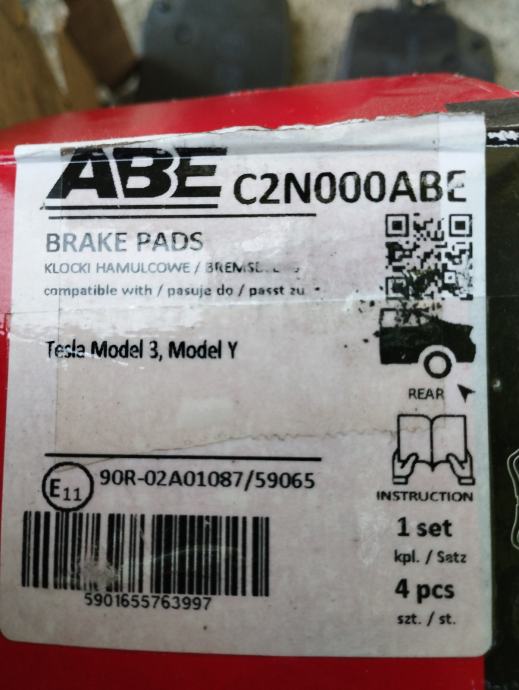 ABE C2N000ABE
BRAKE PADS
KLOCKI HAMULCOWE /
compatible with / pasuje do / passt zu
Tesla Model 3, Model Y
REAR
E11 90R-02A01087/59065
INSTRUCTION
1 set
kpl. / Satz
4 pcs
szt. / st.
5901655763997